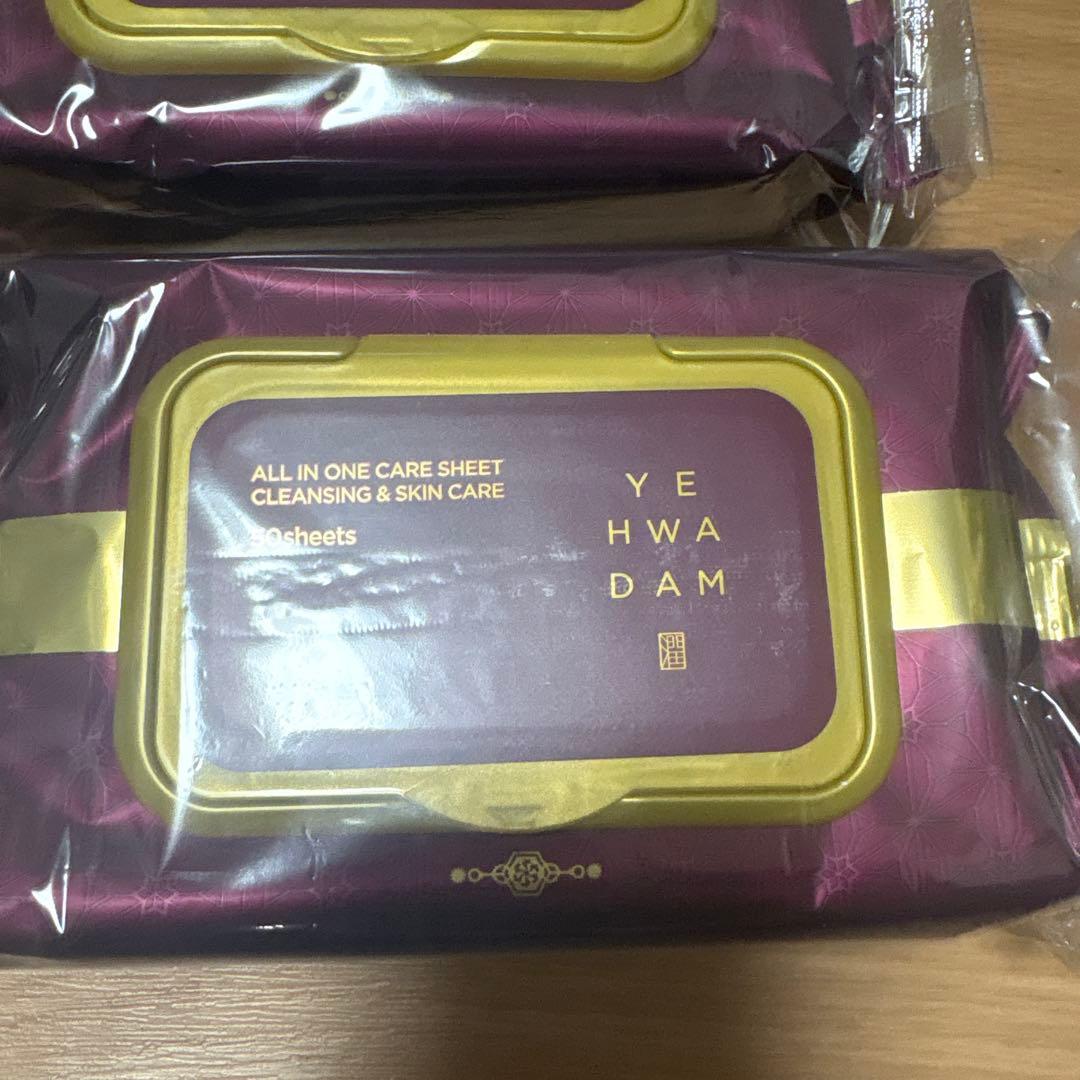 ALL IN ONE CARE SHEET
CLEANSING & SKIN CARE
50sheets
YE
HWA
DAM